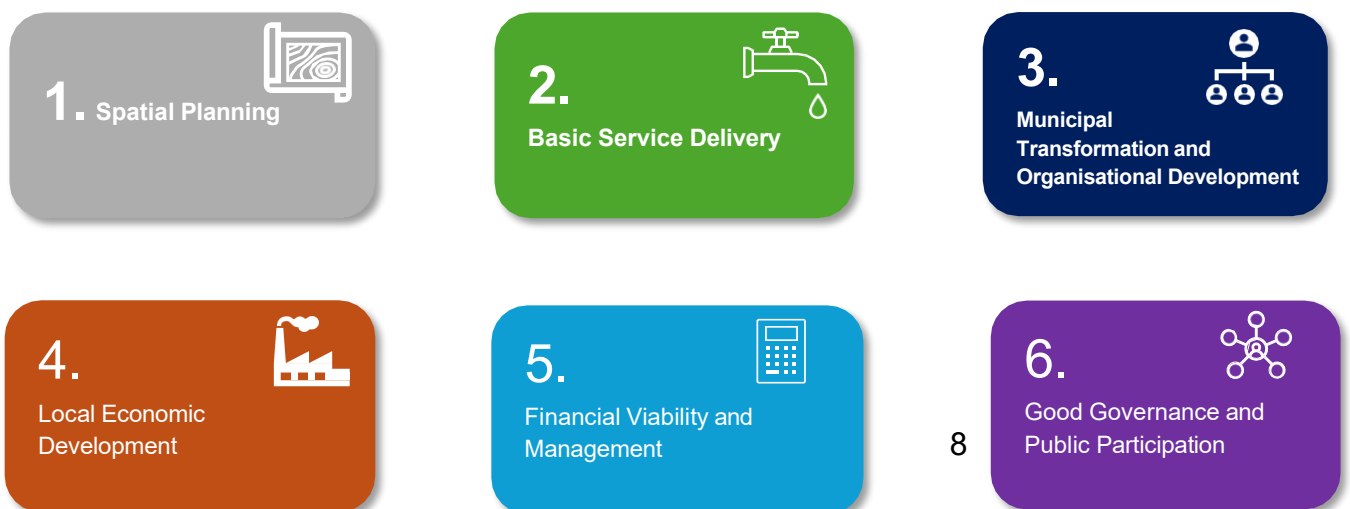 1. Spatial Planning
2.
Basic Service Delivery
3.
Municipal
Transformation and
Organisational Development
4.
Local Economic
Development
5.
Financial Viability and
Management
8
6.
Good Governance and
Public Participation